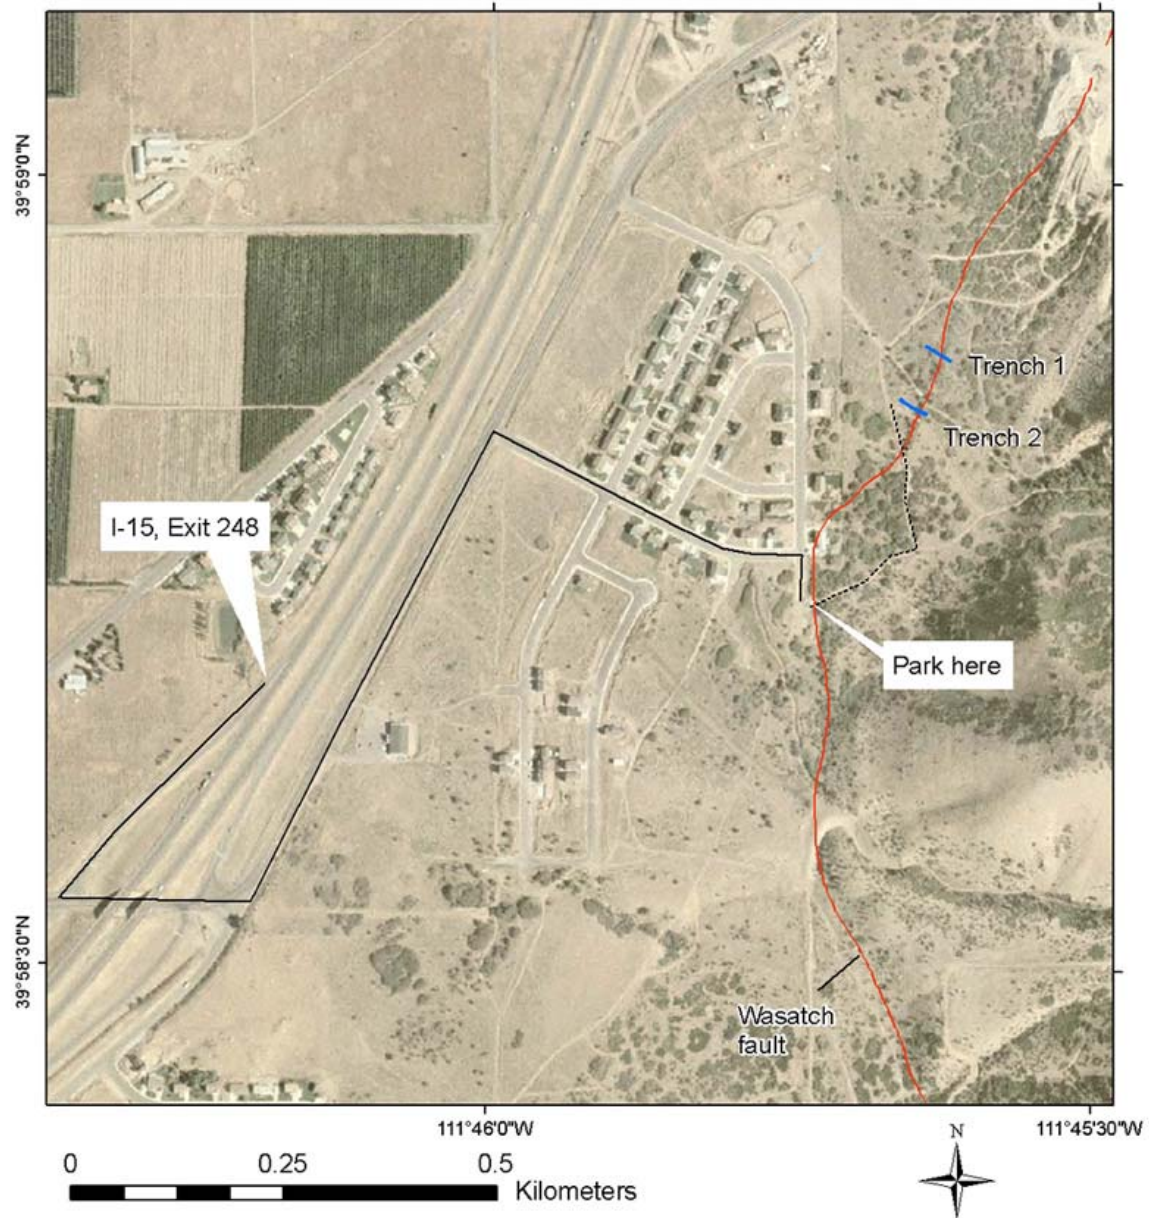 39°59'0"N
Trench 1
Trench 2
I-15, Exit 248
Park here
39°58'30"N
Wasatch
fault
111°46'0"W
111°45'30"W
N
0 0.25 0.5
Kilometers